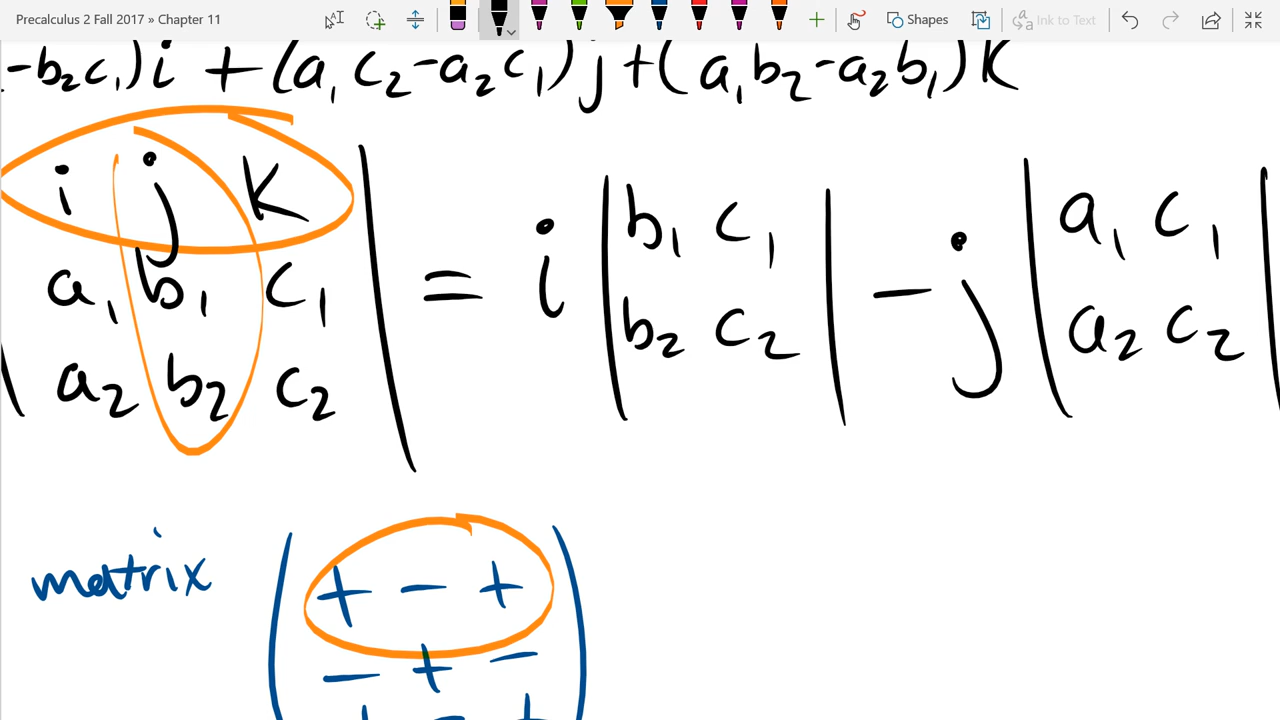 Precalculus 2 Fall 2017 » Chapter 11 Shapes Ink to Text
-b₂c₁)i + (a₁c₂-a₂c₁)j+(a₁b₂-a₂b₁)K
i j K
a₁ b₁ c₁ | = i | b₁ c₁ | - j | a₁ c₁ |
a₂ b₂ c₂ b₂ c₂ a₂ c₂
matrix ( + - + )
- + -
+ - +